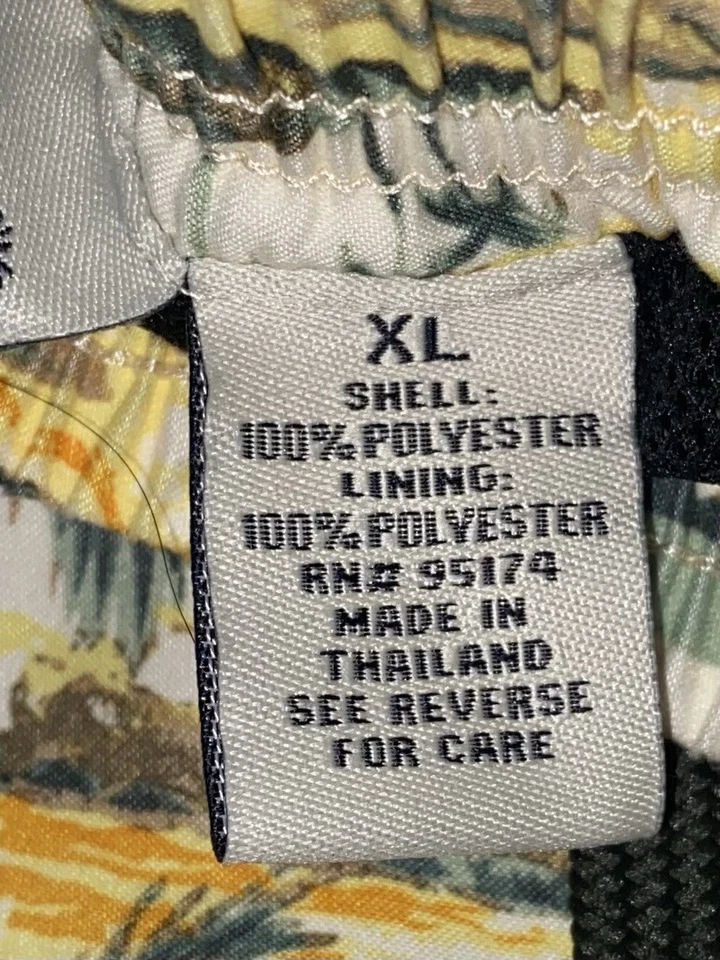 XL
SHELL:
100% POLYESTER
LINING:
100% POLYESTER
RN# 95174
MADE IN
THAILAND
SEE REVERSE
FOR CARE